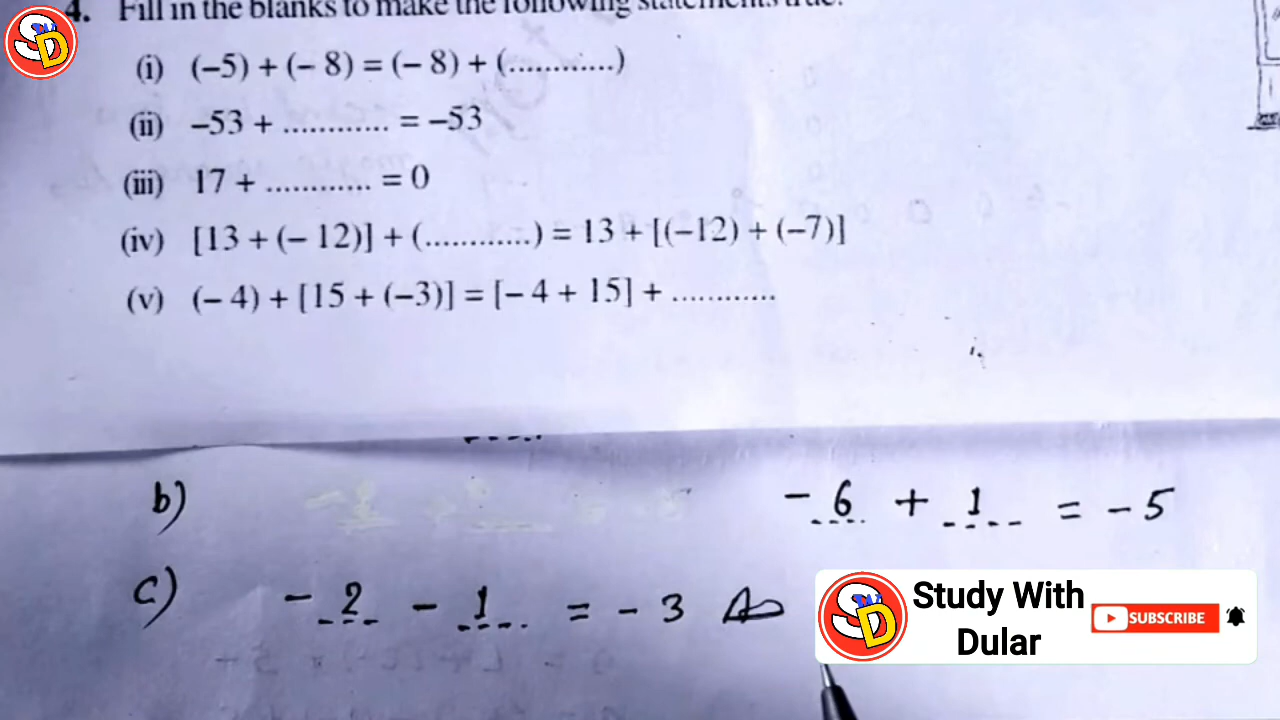 4. Fill in the blanks to make the following statements true.
(i) (–5) + (– 8) = (– 8) + (............)
(ii) –53 + ............ = –53
(iii) 17 + ............ = 0
(iv) [13 + (– 12)] + (............) = 13 + [(–12) + (–7)]
(v) (– 4) + [15 + (–3)] = [– 4 + 15] + ............
b) - 6 + 1 = - 5
c) - 2 - 1 = - 3
Study With
Dular
SUBSCRIBE